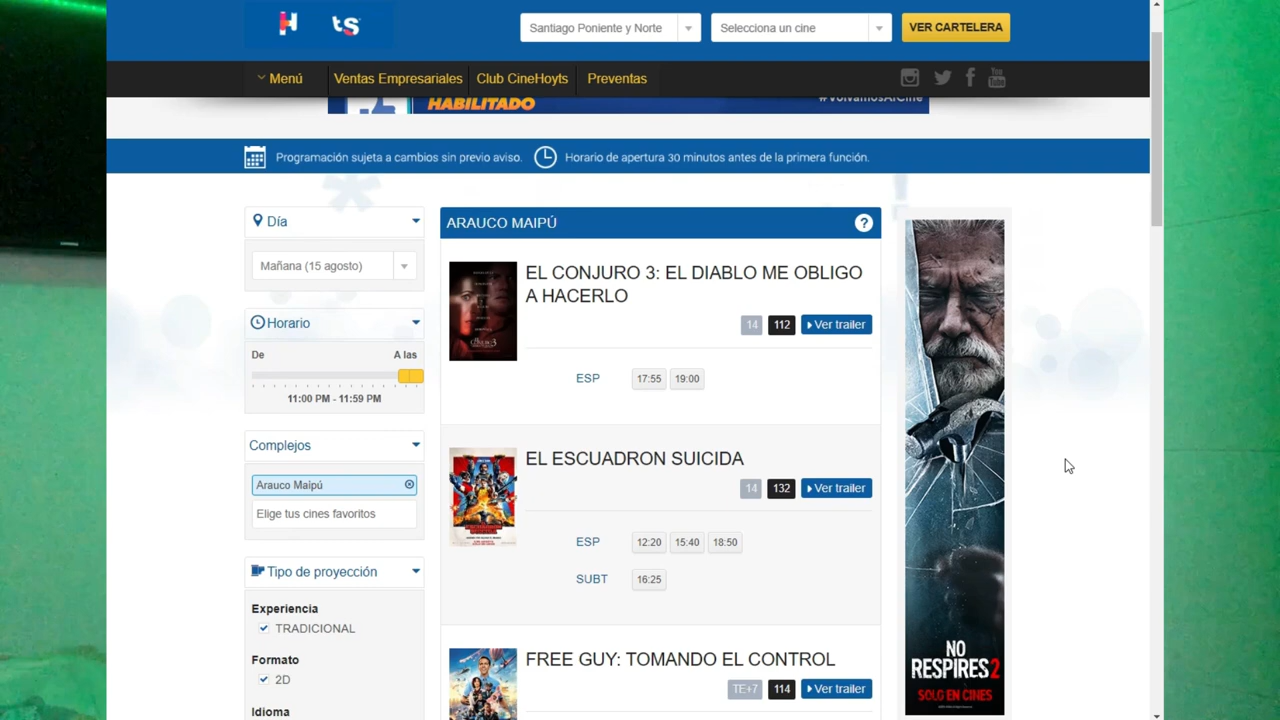 H ts
Santiago Poniente y Norte
Selecciona un cine
VER CARTELERA
Menú
Ventas Empresariales
Club CineHoyts
Preventas
You Tube
HABILITADO
#VolvamosAlCine
Programación sujeta a cambios sin previo aviso.
Horario de apertura 30 minutos antes de la primera función.
Día
Mañana (15 agosto)
Horario
De
A las
11:00 PM - 11:59 PM
Complejos
Arauco Maipú
Elige tus cines favoritos
Tipo de proyección
Experiencia
TRADICIONAL
Formato
2D
Idioma
ARAUCO MAIPÚ
?
EL CONJURO 3: EL DIABLO ME OBLIGO
A HACERLO
14 112 Ver trailer
ESP 17:55 19:00
EL ESCUADRON SUICIDA
14 132 Ver trailer
ESP 12:20 15:40 18:50
SUBT 16:25
FREE GUY: TOMANDO EL CONTROL
TE+7 114 Ver trailer
NO
RESPIRES 2
SOLO EN CINES